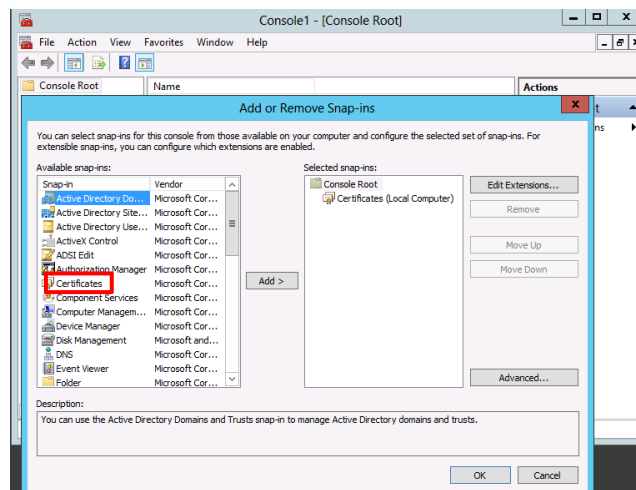 Console1 - [Console Root]
File Action View Favorites Window Help
Console Root Name Actions
Add or Remove Snap-ins
You can select snap-ins for this console from those available on your computer and configure the selected set of snap-ins. For
extensible snap-ins, you can configure which extensions are enabled.
Available snap-ins:
Selected snap-ins:
Snap-in Vendor
Active Directory Do... Microsoft Cor...
Active Directory Site... Microsoft Cor...
Active Directory Use... Microsoft Cor...
ActiveX Control Microsoft Cor...
ADSI Edit Microsoft Cor...
Authorization Manager Microsoft Cor...
Certificates Microsoft Cor...
Component Services Microsoft Cor...
Computer Managem... Microsoft Cor...
Device Manager Microsoft Cor...
Disk Management Microsoft and...
DNS Microsoft Cor...
Event Viewer Microsoft Cor...
Folder Microsoft Cor...
Add >
Console Root
Certificates (Local Computer)
Edit Extensions...
Remove
Move Up
Move Down
Advanced...
Description:
You can use the Active Directory Domains and Trusts snap-in to manage Active Directory domains and trusts.
OK Cancel